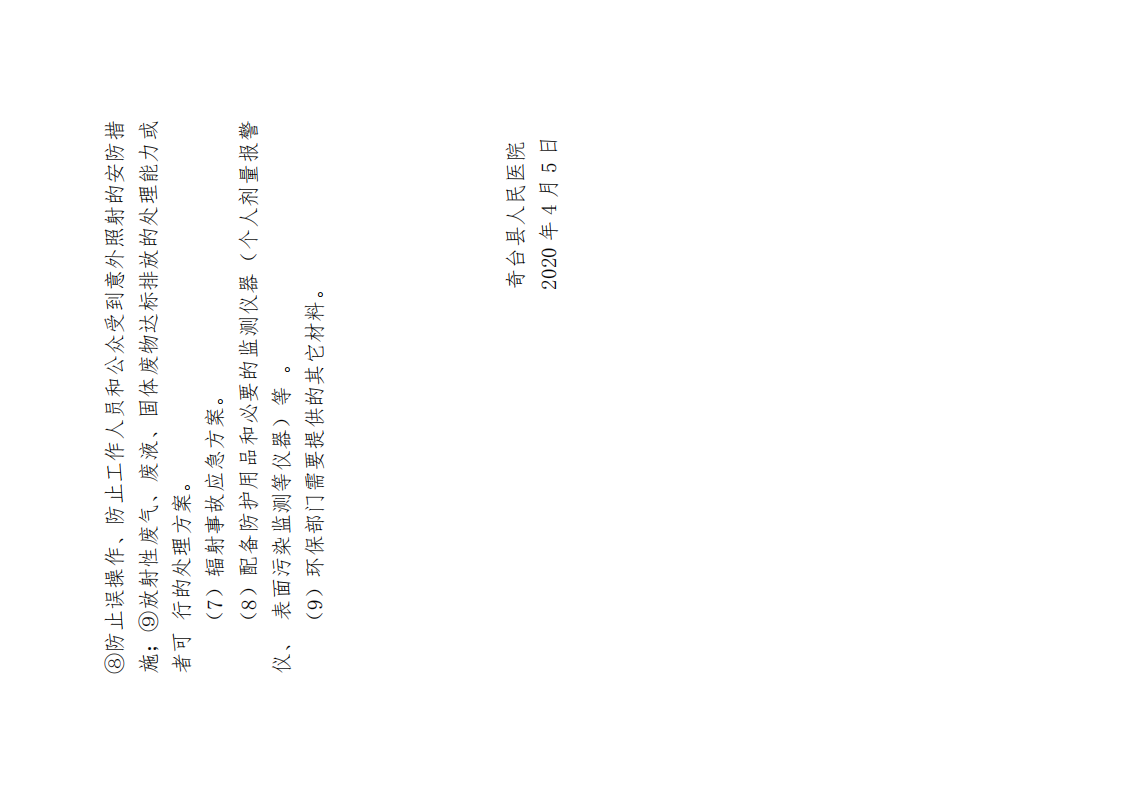 ⑧防止误操作、防止工作人员和公众受到意外照射的安防措
施；⑨放射性废气、废液、固体废物达标排放的处理能力或
者可 行的处理方案。
（7）辐射事故应急方案。
（8）配备防护用品和必要的监测仪器（个人剂量报警
仪、 表面污染监测等仪器）等 。
（9）环保部门需要提供的其它材料。
奇台县人民医院
2020 年 4 月 5 日